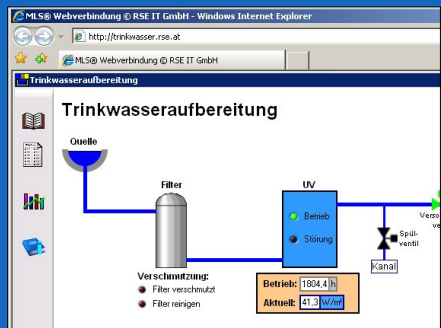 MLS® Webverbindung © RSE IT GmbH - Windows Internet Explorer
http://trinkwasser.rse.at
MLS® Webverbindung © RSE IT GmbH
Trinkwasseraufbereitung
Trinkwasseraufbereitung
Quelle
Filter
UV
Betrieb
Störung
Verso
ve
Spül-
ventil
Kanal
Verschmutzung:
Filter verschmutzt
Filter reinigen
Betrieb: 1804,4 h
Aktuell: 41,3 W/m²